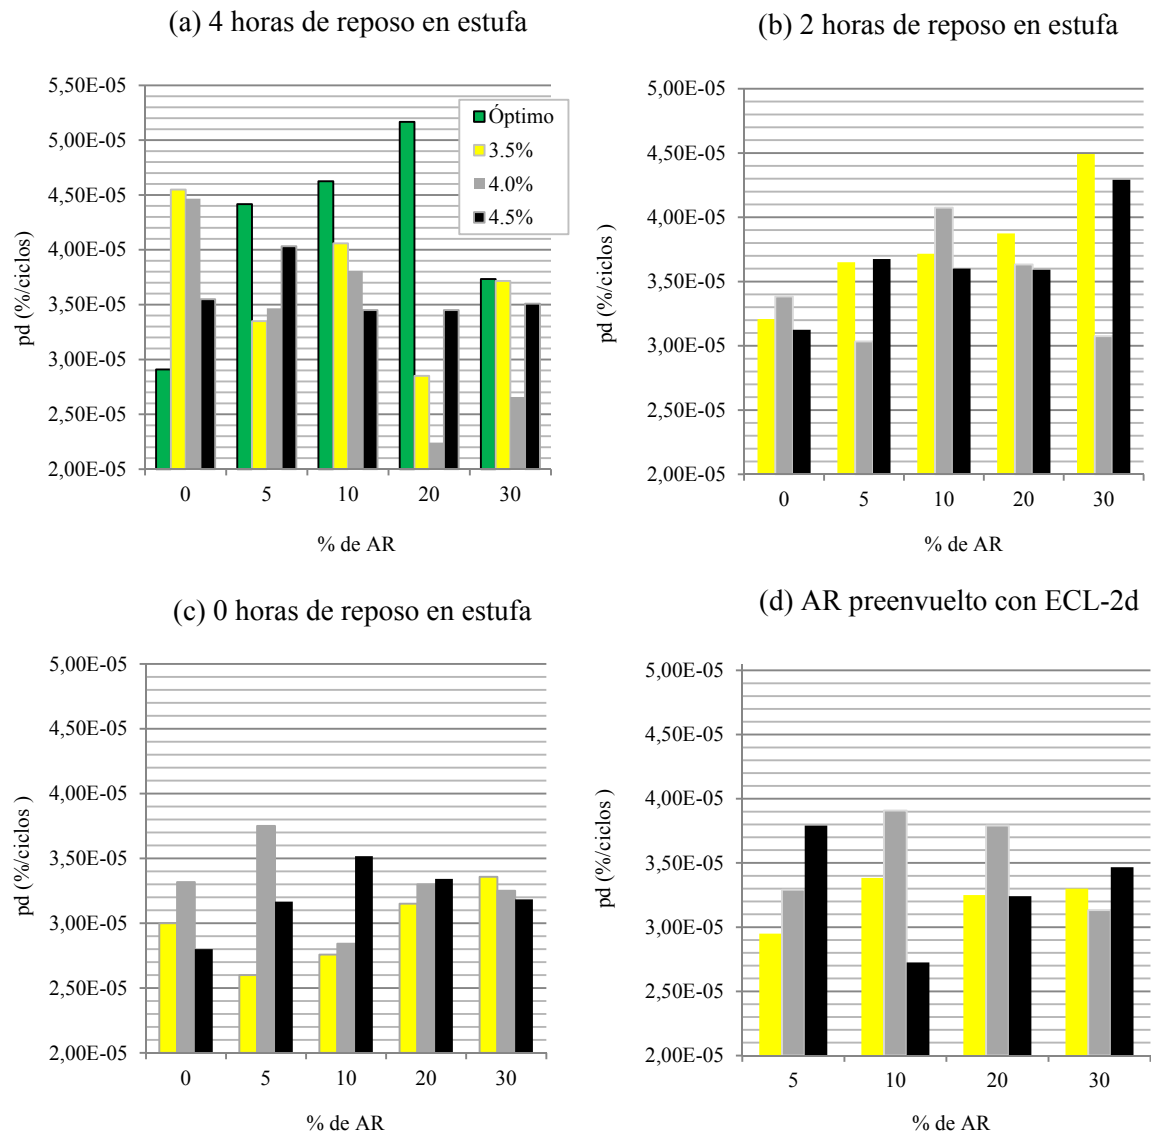 (a) 4 horas de reposo en estufa
5,50E-05
5,00E-05
4,50E-05
4,00E-05
3,50E-05
3,00E-05
2,50E-05
2,00E-05
pd (%/ciclos)
Óptimo
3.5%
4.0%
4.5%
0 5 10 20 30
% de AR
(b) 2 horas de reposo en estufa
5,00E-05
4,50E-05
4,00E-05
3,50E-05
3,00E-05
2,50E-05
2,00E-05
pd (%/ciclos )
0 5 10 20 30
% de AR
(c) 0 horas de reposo en estufa
5,00E-05
4,50E-05
4,00E-05
3,50E-05
3,00E-05
2,50E-05
2,00E-05
pd (%/ciclos )
0 5 10 20 30
% de AR
(d) AR preenvuelto con ECL-2d
5,00E-05
4,50E-05
4,00E-05
3,50E-05
3,00E-05
2,50E-05
2,00E-05
pd (%/ciclos )
5 10 20 30
% de AR